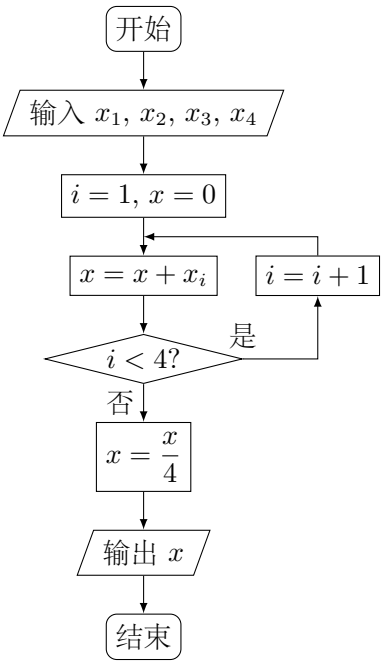 开始
输入 x₁, x₂, x₃, x₄
i = 1, x = 0
x = x + xᵢ
i = i + 1
i < 4?
是
否
x = x/4
输出 x
结束